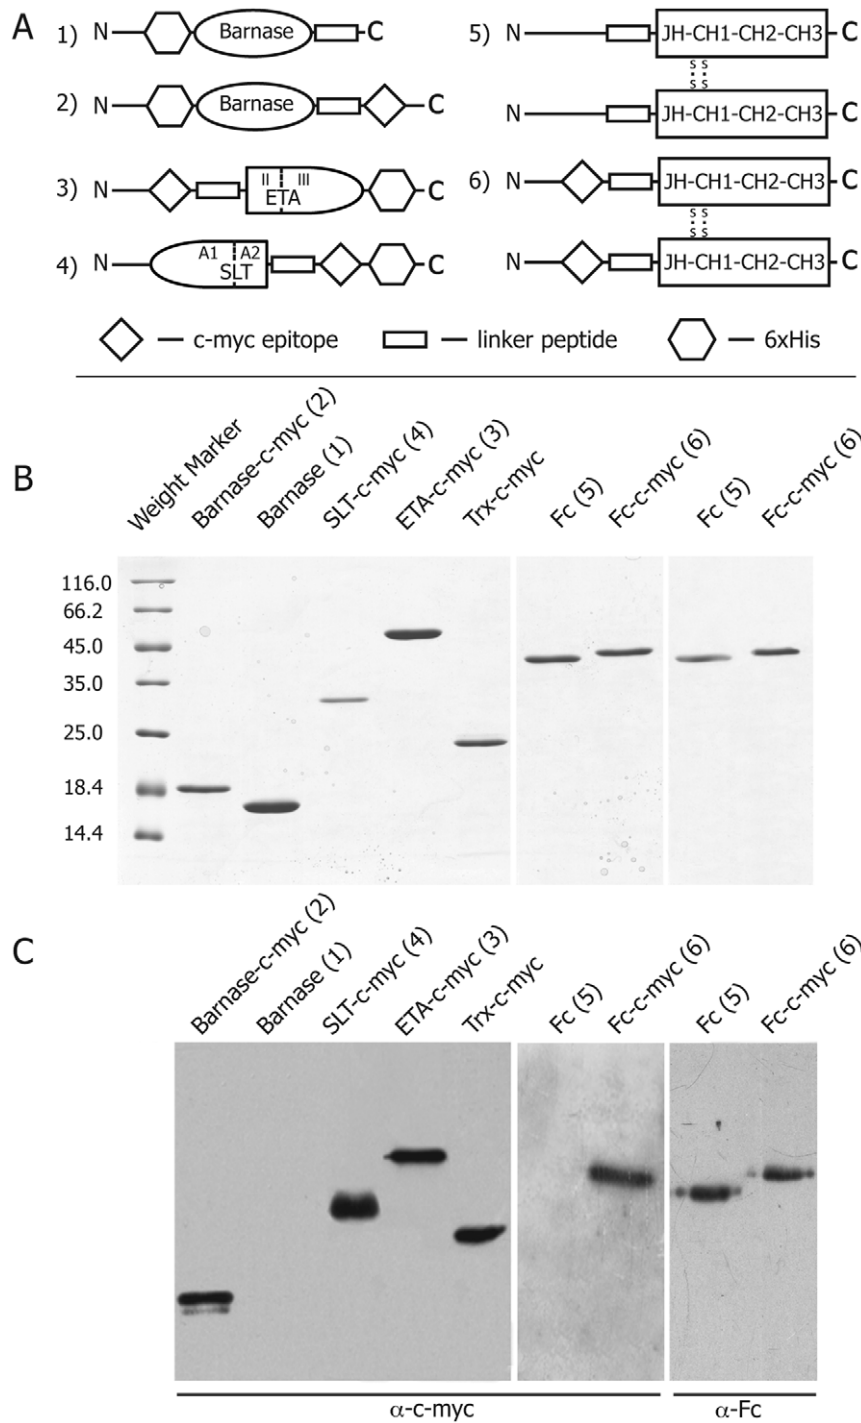 A
1) N Barnase C
2) N Barnase C
3) N II III ETA C
4) N A1 A2 SLT C
5) N JH-CH1-CH2-CH3 C
S S
S S
N JH-CH1-CH2-CH3 C
6) N JH-CH1-CH2-CH3 C
S S
S S
N JH-CH1-CH2-CH3 C
– c-myc epitope – linker peptide – 6xHis
B
Weight Marker
Barnase-c-myc (2)
Barnase (1)
SLT-c-myc (4)
ETA-c-myc (3)
Trx-c-myc
Fc (5)
Fc-c-myc (6)
Fc (5)
Fc-c-myc (6)
116.0
66.2
45.0
35.0
25.0
18.4
14.4
C
Barnase-c-myc (2)
Barnase (1)
SLT-c-myc (4)
ETA-c-myc (3)
Trx-c-myc
Fc (5)
Fc-c-myc (6)
Fc (5)
Fc-c-myc (6)
α-c-myc α-Fc